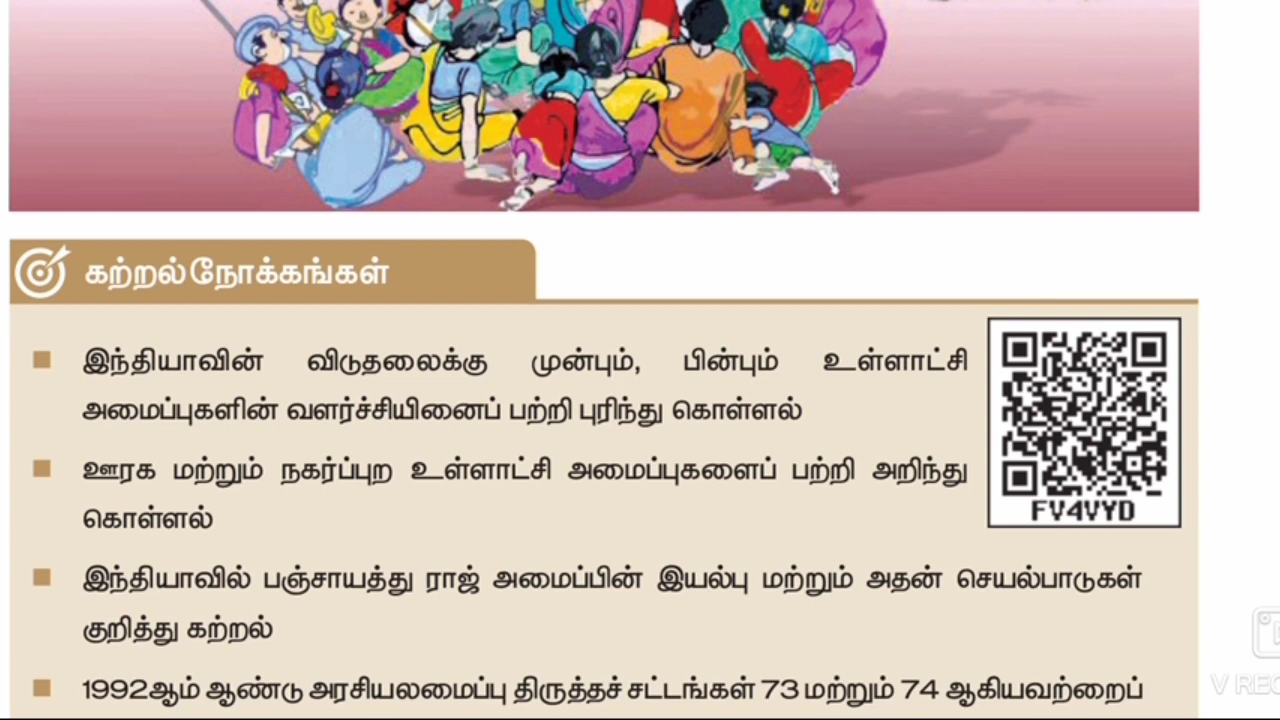 கற்றல் நோக்கங்கள்
இந்தியாவின் விடுதலைக்கு முன்பும், பின்பும் உள்ளாட்சி
அமைப்புகளின் வளர்ச்சியினைப் பற்றி புரிந்து கொள்ளல்
ஊரக மற்றும் நகர்ப்புற உள்ளாட்சி அமைப்புகளைப் பற்றி அறிந்து
கொள்ளல்
FV4VYD
இந்தியாவில் பஞ்சாயத்து ராஜ் அமைப்பின் இயல்பு மற்றும் அதன் செயல்பாடுகள்
குறித்து கற்றல்
1992ஆம் ஆண்டு அரசியலமைப்பு திருத்தச் சட்டங்கள் 73 மற்றும் 74 ஆகியவற்றைப்
V REC